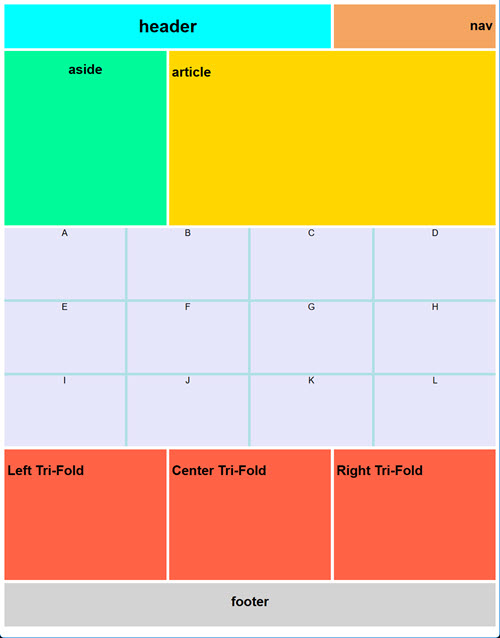 header
nav
aside
article
A
B
C
D
E
F
G
H
I
J
K
L
Left Tri-Fold
Center Tri-Fold
Right Tri-Fold
footer